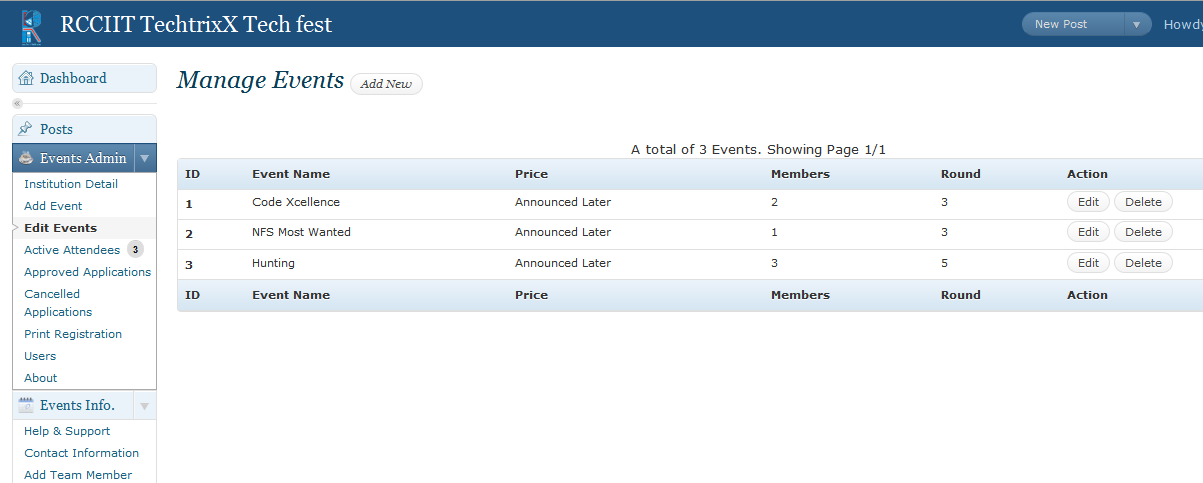 RCCIIT TechtrixX Tech fest
New Post
Howdy
Dashboard
Posts
Events Admin
Institution Detail
Add Event
Edit Events
Active Attendees 3
Approved Applications
Cancelled
Applications
Print Registration
Users
About
Events Info.
Help & Support
Contact Information
Add Team Member
Manage Events Add New
A total of 3 Events. Showing Page 1/1
ID Event Name Price Members Round Action
1 Code Xcellence Announced Later 2 3 Edit Delete
2 NFS Most Wanted Announced Later 1 3 Edit Delete
3 Hunting Announced Later 3 5 Edit Delete
ID Event Name Price Members Round Action